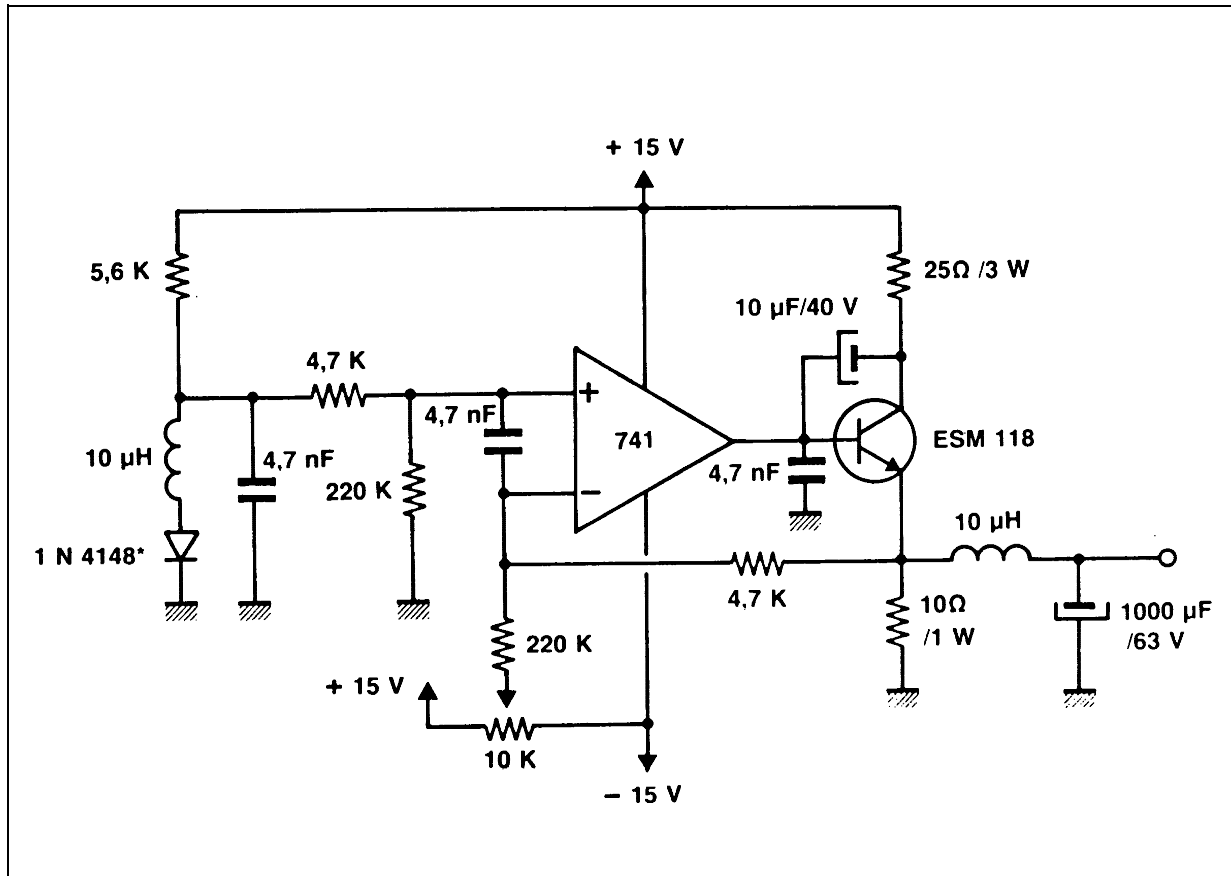 + 15 V
5,6 K
25Ω /3 W
10 µF/40 V
4,7 K
4,7 nF
+
741
ESM 118
10 µH
4,7 nF
220 K
4,7 nF
−
10 µH
1 N 4148*
4,7 K
10Ω
/1 W
1000 µF
/63 V
220 K
+ 15 V
10 K
− 15 V